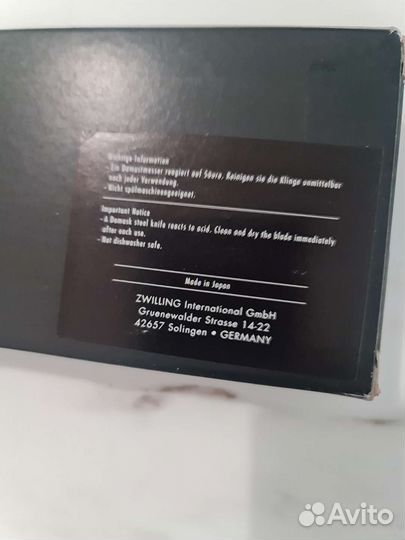 Wichtige Information
- Ein Damastmesser reagiert auf Säure. Reinigen sie die Klinge unmittelbar
nach jeder Verwendung.
- Nicht spülmaschinengeeignet.
Important Notice
- A Damask steel knife reacts to acid. Clean and dry the blade immediately
after each use.
- Not dishwasher safe.
Made in Japan
ZWILLING International GmbH
Gruenewalder Strasse 14-22
42657 Solingen • GERMANY
Avito